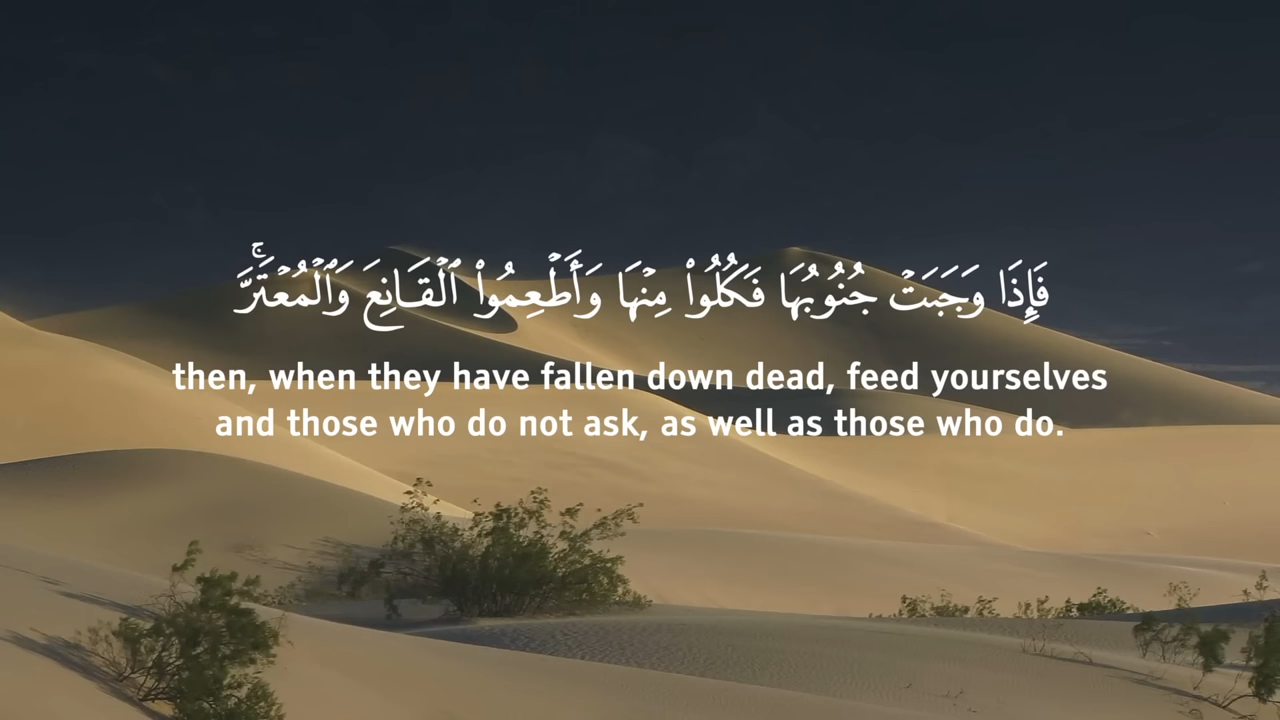 فَإِذَا وَجَبَتۡ جُنُوبُهَا فَكُلُواْ مِنۡهَا وَأَطۡعِمُواْ ٱلۡقَانِعَ وَٱلۡمُعۡتَرَّۚ
then, when they have fallen down dead, feed yourselves
and those who do not ask, as well as those who do.